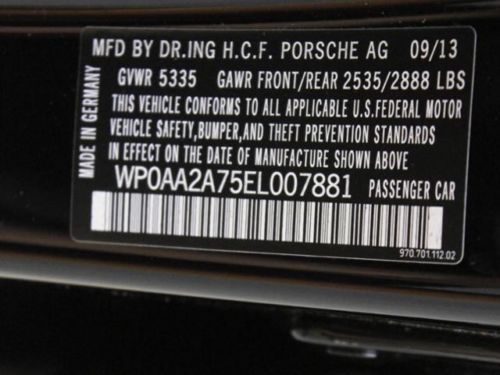 MFD BY DR.ING H.C.F. PORSCHE AG 09/13
GVWR 5335 GAWR FRONT/REAR 2535/2888 LBS
THIS VEHICLE CONFORMS TO ALL APPLICABLE U.S.FEDERAL MOTOR
VEHICLE SAFETY,BUMPER,AND THEFT PREVENTION STANDARDS
IN EFFECT ON THE DATE OF MANUFACTURE SHOWN ABOVE
WP0AA2A75EL007881 PASSENGER CAR
970.701.112.02
MADE IN GERMANY